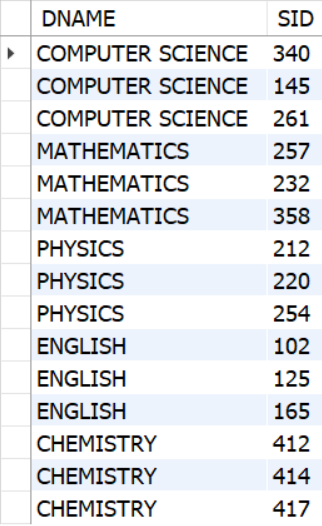 DNAME SID
COMPUTER SCIENCE 340
COMPUTER SCIENCE 145
COMPUTER SCIENCE 261
MATHEMATICS 257
MATHEMATICS 232
MATHEMATICS 358
PHYSICS 212
PHYSICS 220
PHYSICS 254
ENGLISH 102
ENGLISH 125
ENGLISH 165
CHEMISTRY 412
CHEMISTRY 414
CHEMISTRY 417